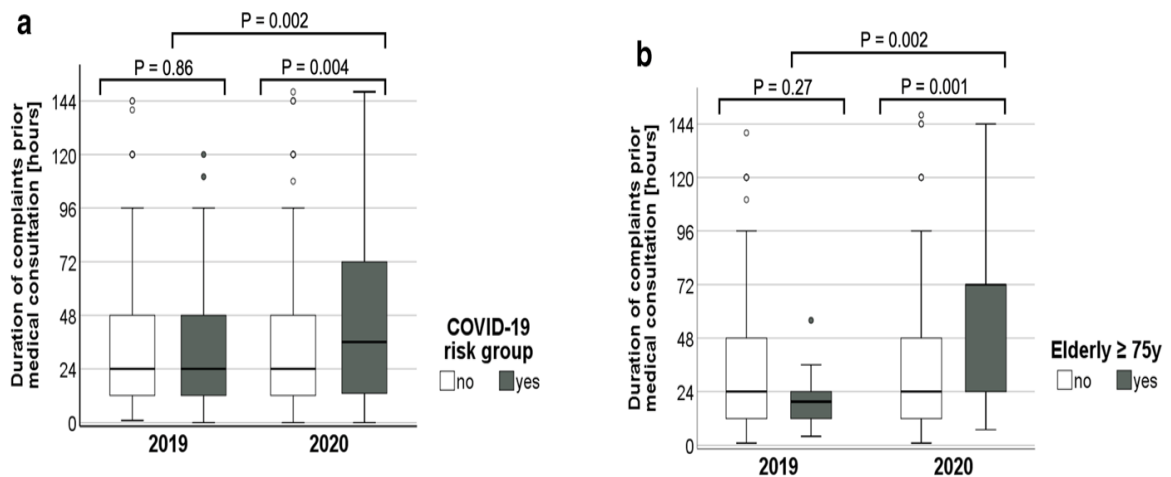 a
P = 0.002
P = 0.86
P = 0.004
Duration of complaints prior
medical consultation [hours]
144
120
96
72
48
24
0
2019
2020
COVID-19
risk group
no
yes
b
P = 0.002
P = 0.27
P = 0.001
Duration of complaints prior
medical consultation [hours]
144
120
96
72
48
24
0
2019
2020
Elderly ≥ 75y
no
yes